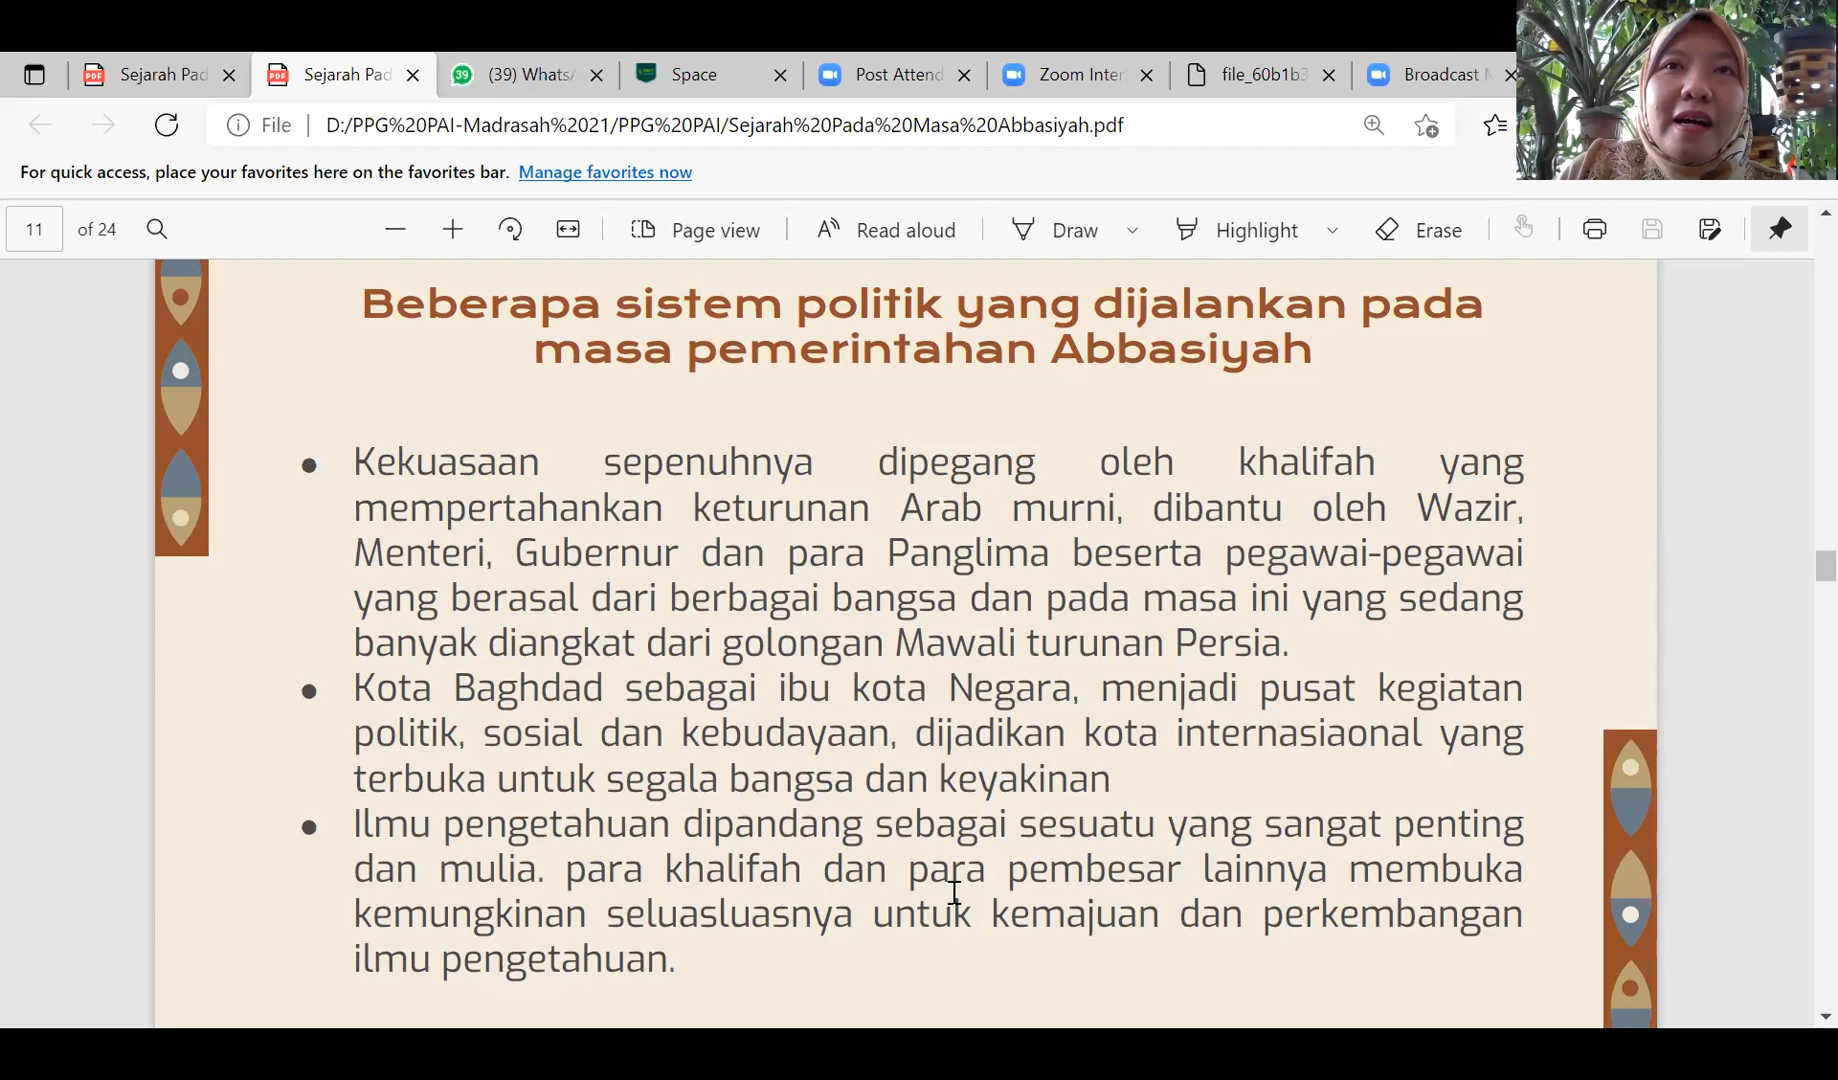 Sejarah Pad
Sejarah Pad
39
(39) WhatsA
Space
Post Attend
Zoom Inter
file_60b1b3
Broadcast M
File
D:/PPG%20PAI-Madrasah%2021/PPG%20PAI/Sejarah%20Pada%20Masa%20Abbasiyah.pdf
For quick access, place your favorites here on the favorites bar. Manage favorites now
11 of 24
Page view
Read aloud
Draw
Highlight
Erase
Beberapa sistem politik yang dijalankan pada
masa pemerintahan Abbasiyah
● Kekuasaan sepenuhnya dipegang oleh khalifah yang
mempertahankan keturunan Arab murni, dibantu oleh Wazir,
Menteri, Gubernur dan para Panglima beserta pegawai-pegawai
yang berasal dari berbagai bangsa dan pada masa ini yang sedang
banyak diangkat dari golongan Mawali turunan Persia.
● Kota Baghdad sebagai ibu kota Negara, menjadi pusat kegiatan
politik, sosial dan kebudayaan, dijadikan kota internasiaonal yang
terbuka untuk segala bangsa dan keyakinan
● Ilmu pengetahuan dipandang sebagai sesuatu yang sangat penting
dan mulia. para khalifah dan para pembesar lainnya membuka
kemungkinan seluasluasnya untuk kemajuan dan perkembangan
ilmu pengetahuan.